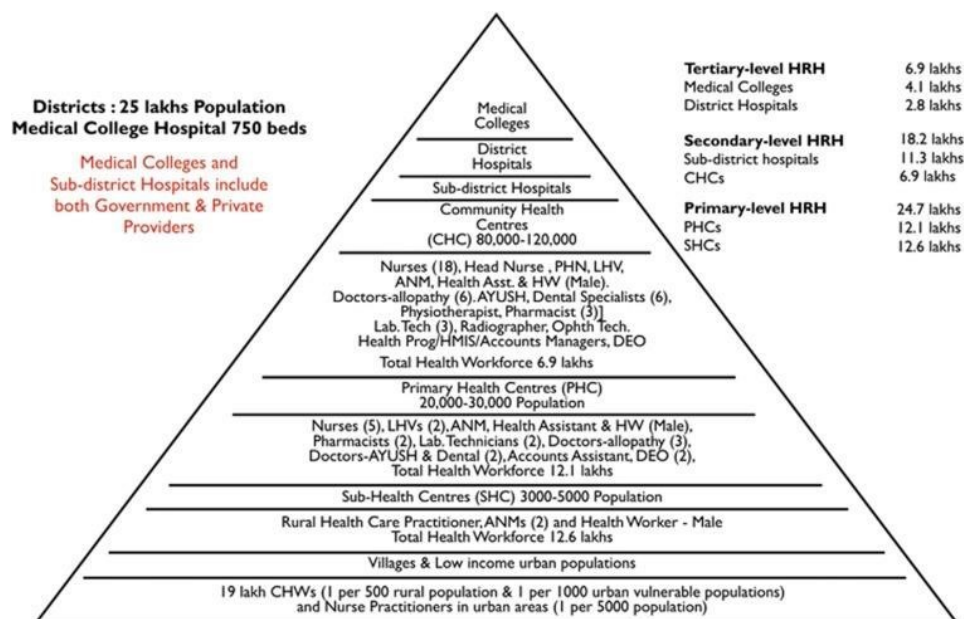 Districts : 25 lakhs Population
Medical College Hospital 750 beds
Medical Colleges and
Sub-district Hospitals include
both Government & Private
Providers
Medical
Colleges
District
Hospitals
Sub-district Hospitals
Community Health
Centres
(CHC) 80,000-120,000
Nurses (18), Head Nurse , PHN, LHV,
ANM, Health Asst. & HW (Male).
Doctors-allopathy (6). AYUSH, Dental Specialists (6),
Physiotherapist, Pharmacist (3)]
Lab. Tech (3), Radiographer, Ophth Tech.
Health Prog/HMIS/Accounts Managers, DEO
Total Health Workforce 6.9 lakhs
Primary Health Centres (PHC)
20,000-30,000 Population
Nurses (5), LHVs (2), ANM, Health Assistant & HW (Male),
Pharmacists (2), Lab. Technicians (2), Doctors-allopathy (3),
Doctors-AYUSH & Dental (2), Accounts Assistant, DEO (2),
Total Health Workforce 12.1 lakhs
Sub-Health Centres (SHC) 3000-5000 Population
Rural Health Care Practitioner, ANMs (2) and Health Worker - Male
Total Health Workforce 12.6 lakhs
Villages & Low income urban populations
19 lakh CHWs (1 per 500 rural population & 1 per 1000 urban vulnerable populations)
and Nurse Practitioners in urban areas (1 per 5000 population)
Tertiary-level HRH 6.9 lakhs
Medical Colleges 4.1 lakhs
District Hospitals 2.8 lakhs
Secondary-level HRH 18.2 lakhs
Sub-district hospitals 11.3 lakhs
CHCs 6.9 lakhs
Primary-level HRH 24.7 lakhs
PHCs 12.1 lakhs
SHCs 12.6 lakhs